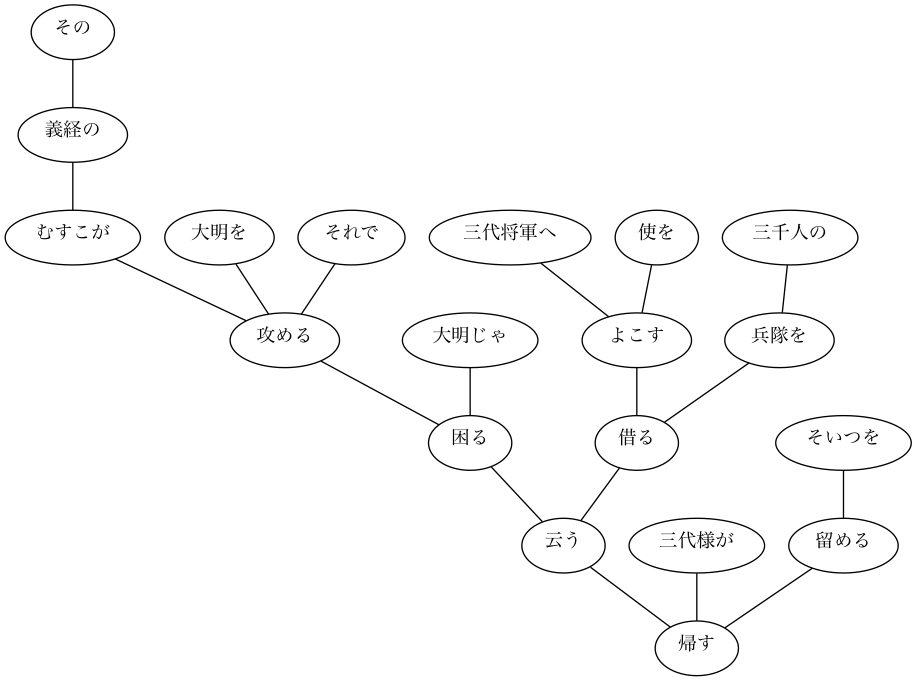 その
義経の
むすこが 大明を それで 三代将軍へ 使を 三千人の
攻める 大明じゃ よこす 兵隊を
困る 借る そいつを
云う 三代様が 留める
帰す